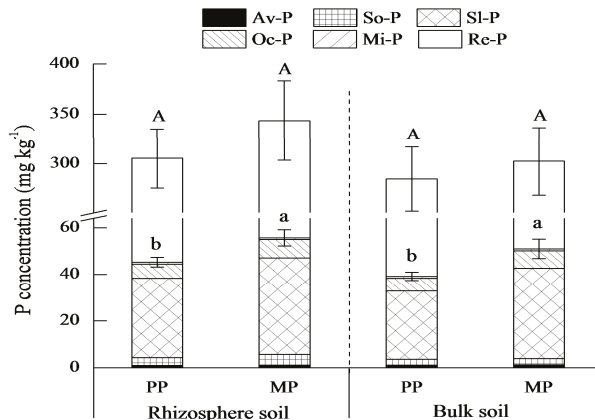 Av-P So-P Sl-P
Oc-P Mi-P Re-P
P concentration (mg kg⁻¹)
400
350
300
60
40
20
0
A A A A
b a b a
PP MP PP MP
Rhizosphere soil Bulk soil